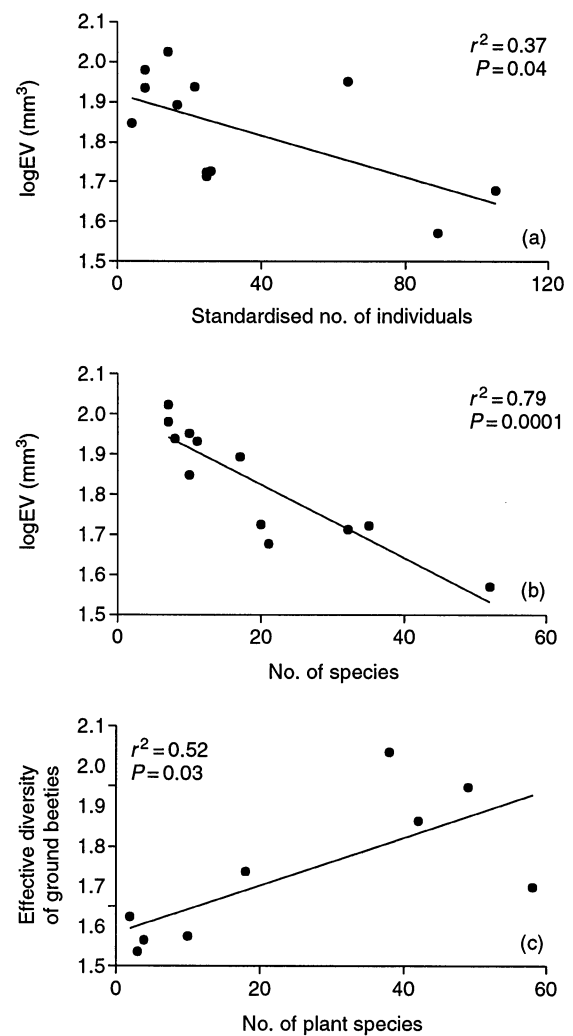 2.1
2.0
1.9
1.8
1.7
1.6
1.5
logEV (mm³)
r² = 0.37
P = 0.04
(a)
0 40 80 120
Standardised no. of individuals
2.1
2.0
1.9
1.8
1.7
1.6
1.5
logEV (mm³)
r² = 0.79
P = 0.0001
(b)
0 20 40 60
No. of species
2.1
2.0
1.9
1.8
1.7
1.6
1.5
Effective diversity
of ground beeties
r² = 0.52
P = 0.03
(c)
0 20 40 60
No. of plant species